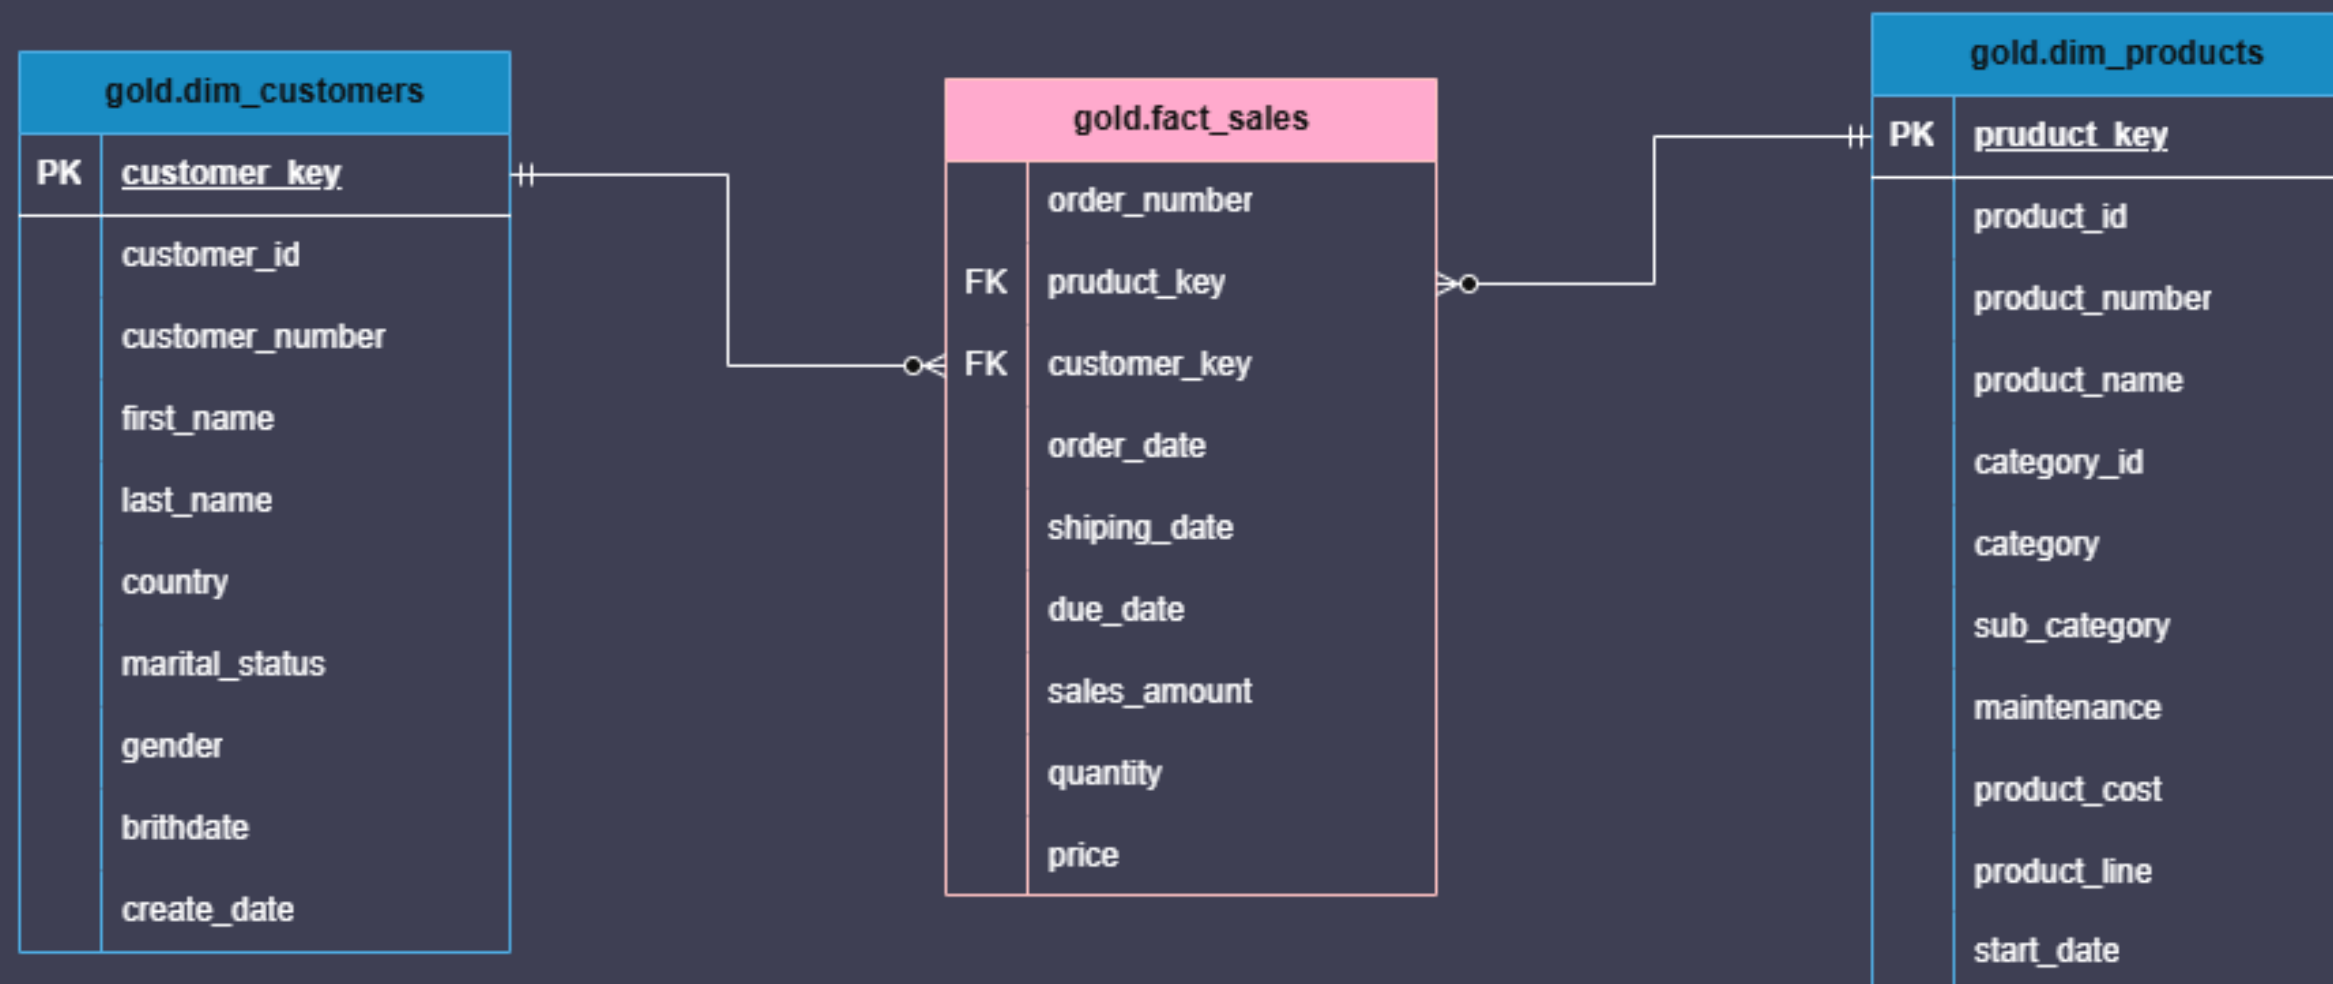 gold.dim_customers
PK customer_key
customer_id
customer_number
first_name
last_name
country
marital_status
gender
brithdate
create_date
gold.fact_sales
order_number
FK pruduct_key
FK customer_key
order_date
shiping_date
due_date
sales_amount
quantity
price
gold.dim_products
PK pruduct_key
product_id
product_number
product_name
category_id
category
sub_category
maintenance
product_cost
product_line
start_date